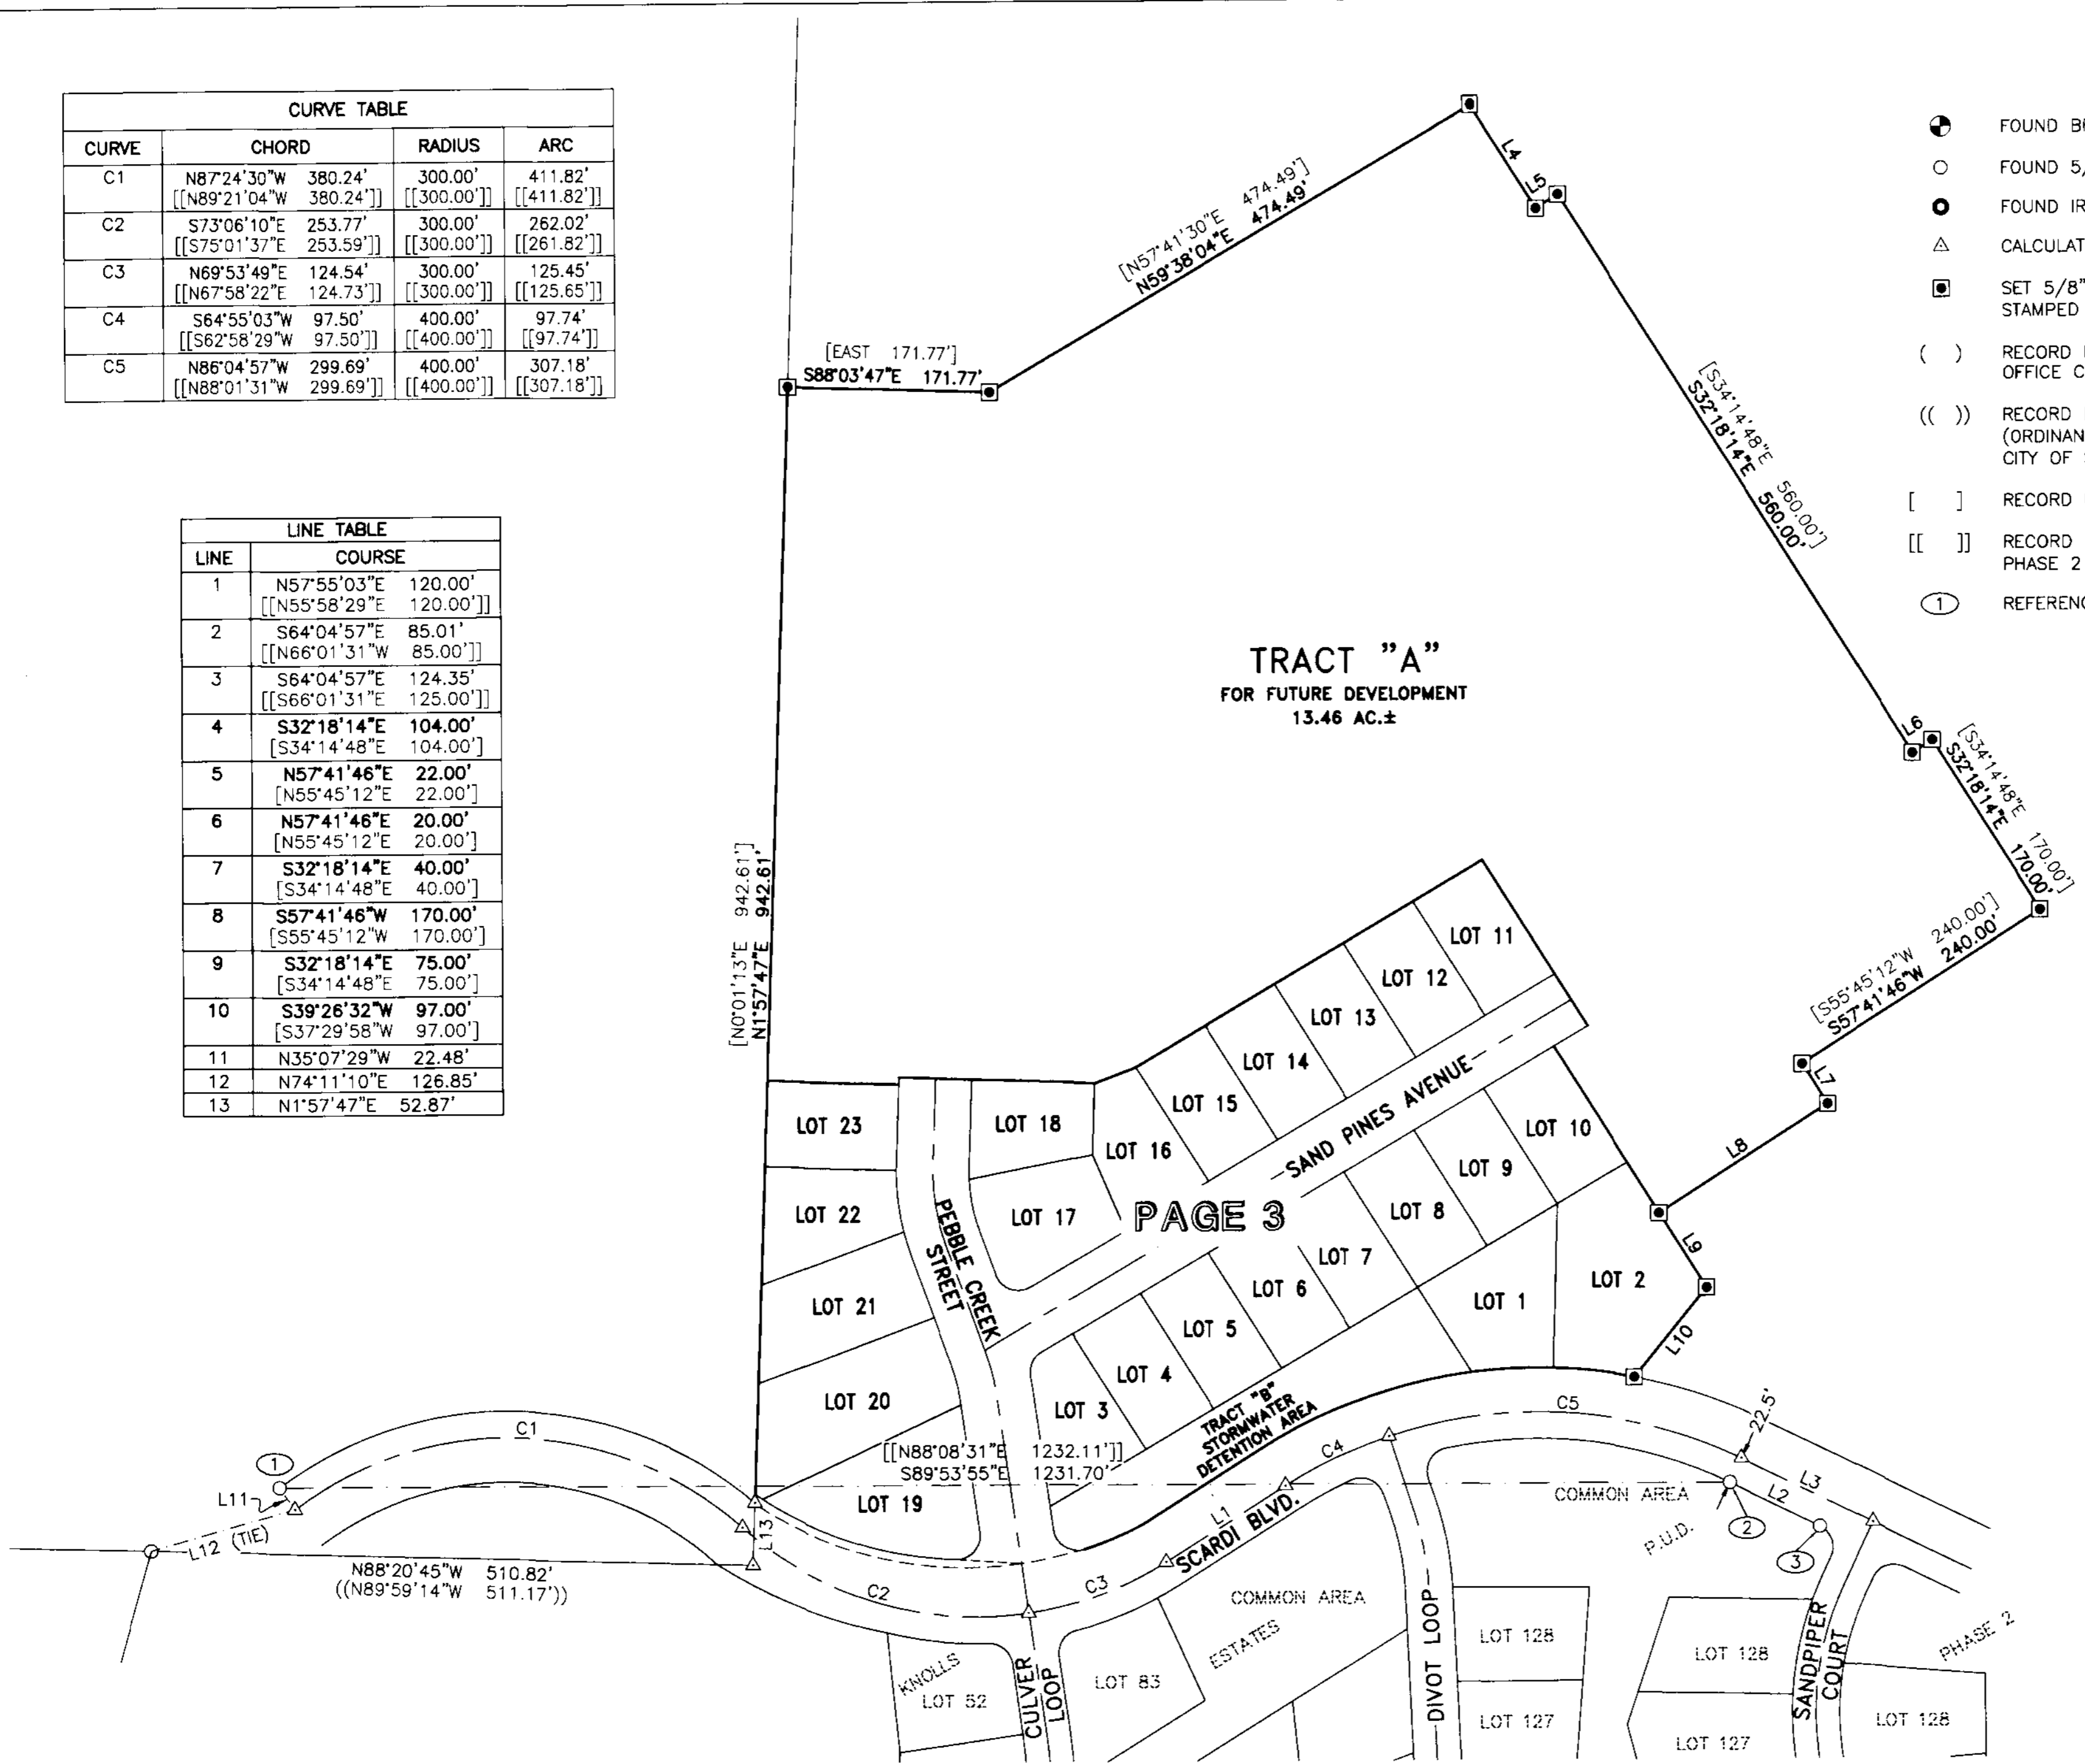 CURVE TABLE
CURVE CHORD RADIUS ARC
C1 N87°24'30"W 380.24' 300.00' 411.82'
[[N89°21'04"W 380.24']] [[300.00']] [[411.82']]
C2 S73°06'10"E 253.77' 300.00' 262.02'
[[S75°01'37"E 253.59']] [[300.00']] [[261.82']]
C3 N69°53'49"E 124.54' 300.00' 125.45'
[[N67°58'22"E 124.73']] [[300.00']] [[125.65']]
C4 S64°55'03"W 97.50' 400.00' 97.74'
[[S62°58'29"W 97.50']] [[400.00']] [[97.74']]
C5 N86°04'57"W 299.69' 400.00' 307.18'
[[N88°01'31"W 299.69']] [[400.00']] [[307.18']]
LINE TABLE
LINE COURSE
1 N57°55'03"E 120.00'
[[N55°58'29"E 120.00']]
2 S64°04'57"E 85.01'
[[N66°01'31"W 85.00']]
3 S64°04'57"E 124.35'
[[S66°01'31"E 125.00']]
4 S32°18'14"E 104.00'
[S34°14'48"E 104.00']
5 N57°41'46"E 22.00'
[N55°45'12"E 22.00']
6 N57°41'46"E 20.00'
[N55°45'12"E 20.00']
7 S32°18'14"E 40.00'
[S34°14'48"E 40.00']
8 S57°41'46"W 170.00'
[S55°45'12"W 170.00']
9 S32°18'14"E 75.00'
[S34°14'48"E 75.00']
10 S39°26'32"W 97.00'
[S37°29'58"W 97.00']
11 N35°07'29"W 22.48'
12 N74°11'10"E 126.85'
13 N1°57'47"E 52.87'
FOUND
FOUND 5/
FOUND
CALCULAT
SET 5/8"
STAMPED
( ) RECORD
OFFICE
(( )) RECORD
(ORDINAN
CITY OF
[ ] RECORD
[[ ]] RECORD
PHASE 2
1 REFEREN
[N57°41'30"E 474.49']
N59°38'04"E 474.49'
L4
L5
[EAST 171.77']
S88°03'47"E 171.77'
[S34°14'48"E 560.00']
S32°18'14"E 560.00'
TRACT "A"
FOR FUTURE DEVELOPMENT
13.46 AC.±
L6
[S34°14'48"E 170.00']
S32°18'14"E 170.00'
[N0°01'13"E 942.61']
N1°57'47"E 942.61'
[S55°45'12"W 240.00']
S57°41'46"W 240.00'
L7
L8
L9
L10
LOT 11
LOT 12
LOT 13
LOT 14
LOT 15
LOT 16
LOT 18
LOT 23
SAND PINES AVENUE
LOT 10
LOT 9
LOT 8
LOT 7
LOT 6
LOT 5
LOT 4
LOT 3
LOT 17
PAGE 3
LOT 22
LOT 21
LOT 20
LOT 19
PEBBLE CREEK
STREET
LOT 1
LOT 2
TRACT "B"
STORMWATER
DETENTION AREA
[[N88°08'31"E 1232.11']]
S89°53'55"E 1231.70'
C1
1
L11
L12 (TIE)
L13
N88°20'45"W 510.82'
((N89°59'14"W 511.17'))
C2
C3
L1
SCARDI BLVD.
C4
C5
22.5'
COMMON AREA
L2
L3
P.U.D.
2
3
COMMON AREA
ESTATES
KNOLLS
LOT 52
CULVER
LOOP
LOT 83
DIVOT LOOP
LOT 128
LOT 127
LOT 128
LOT 127
SANDPIPER
COURT
PHASE 2
LOT 128